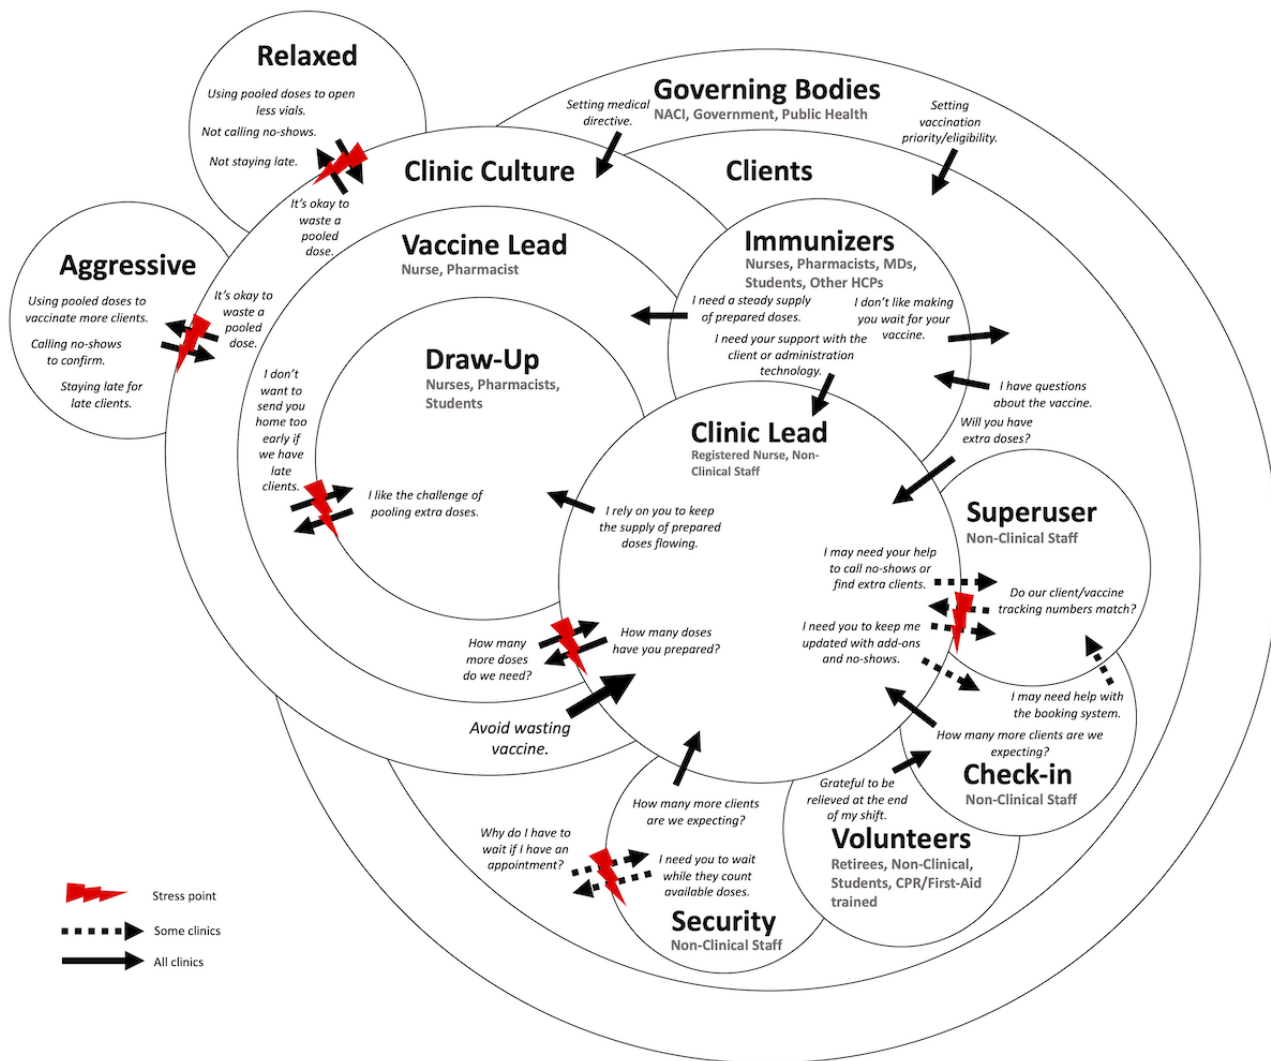 Relaxed
Using pooled doses to open
less vials.
Not calling no-shows.
Not staying late.
It's okay to
waste a
pooled
dose.
Aggressive
Using pooled doses to
vaccinate more clients.
Calling no-shows
to confirm.
Staying late for
late clients.
It's okay to
waste a
pooled
dose.
Governing Bodies
NACI, Government, Public Health
Setting medical
directive.
Setting
vaccination
priority/eligibility.
Clinic Culture
Clients
Vaccine Lead
Nurse, Pharmacist
Immunizers
Nurses, Pharmacists, MDs,
Students, Other HCPs
I need a steady supply
of prepared doses.
I don't like making
you wait for your
vaccine.
I need your support with the
client or administration
technology.
I have questions
about the vaccine.
Will you have
extra doses?
Draw-Up
Nurses, Pharmacists,
Students
I don't
want to
send you
home too
early if
we have
late
clients.
I like the challenge of
pooling extra doses.
Clinic Lead
Registered Nurse, Non-
Clinical Staff
I rely on you to keep
the supply of prepared
doses flowing.
Superuser
Non-Clinical Staff
I may need your help
to call no-shows or
find extra clients.
Do our client/vaccine
tracking numbers match?
I need you to keep me
updated with add-ons
and no-shows.
How many
more doses
do we need?
How many doses
have you prepared?
I may need help with
the booking system.
Avoid wasting
vaccine.
How many more clients are we
expecting?
Check-in
Non-Clinical Staff
Grateful to be
relieved at the end
of my shift.
Volunteers
Retirees, Non-Clinical,
Students, CPR/First-Aid
trained
How many more clients
are we expecting?
Why do I have to
wait if I have an
appointment?
I need you to wait
while they count
available doses.
Security
Non-Clinical Staff
Stress point
Some clinics
All clinics